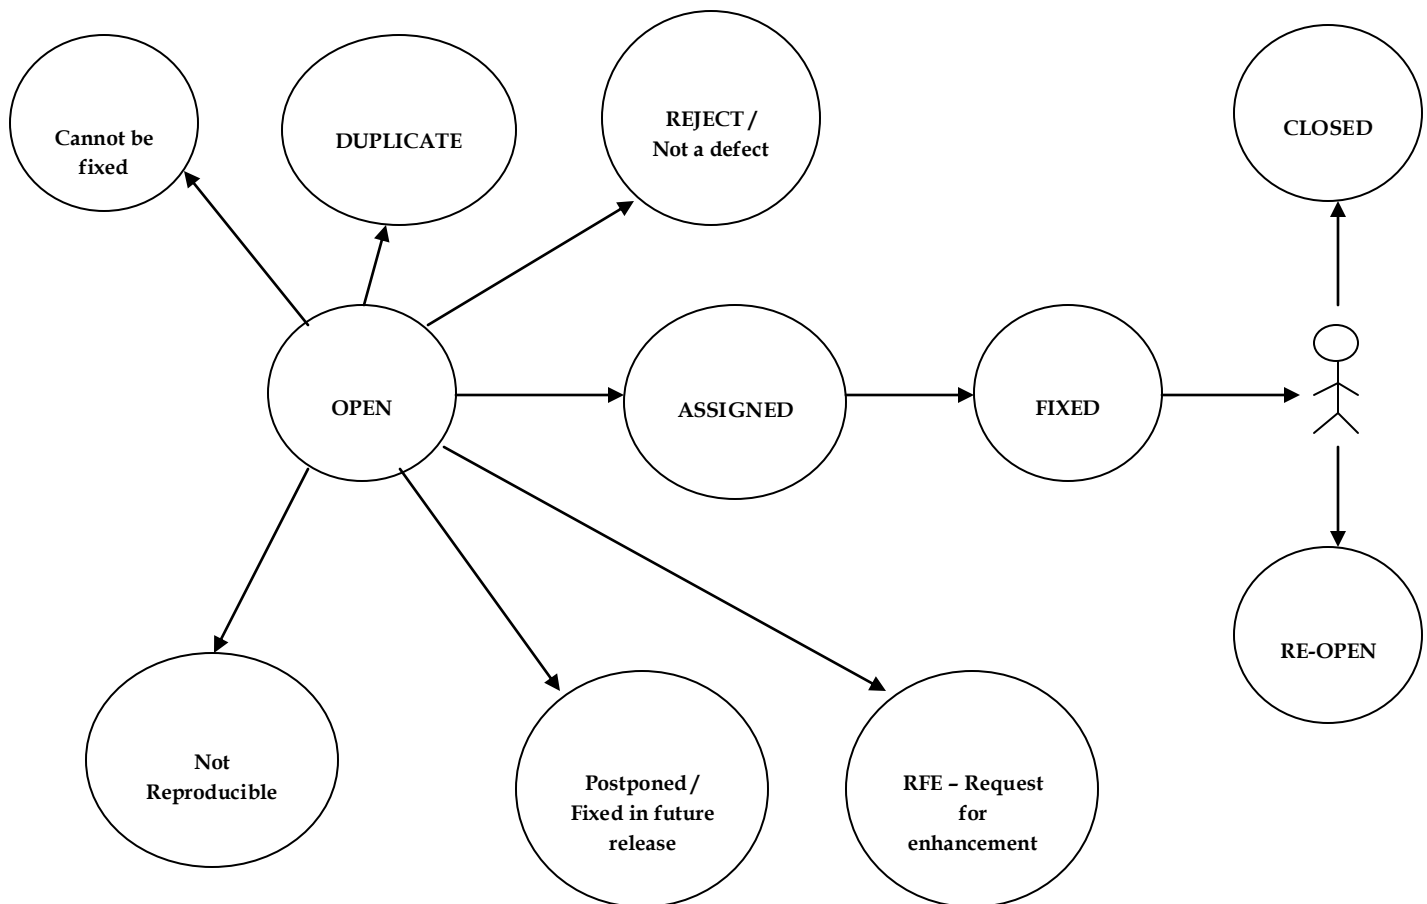 Cannot be
fixed
DUPLICATE
REJECT /
Not a defect
CLOSED
OPEN
ASSIGNED
FIXED
RE-OPEN
Not
Reproducible
Postponed /
Fixed in future
release
RFE – Request
for
enhancement